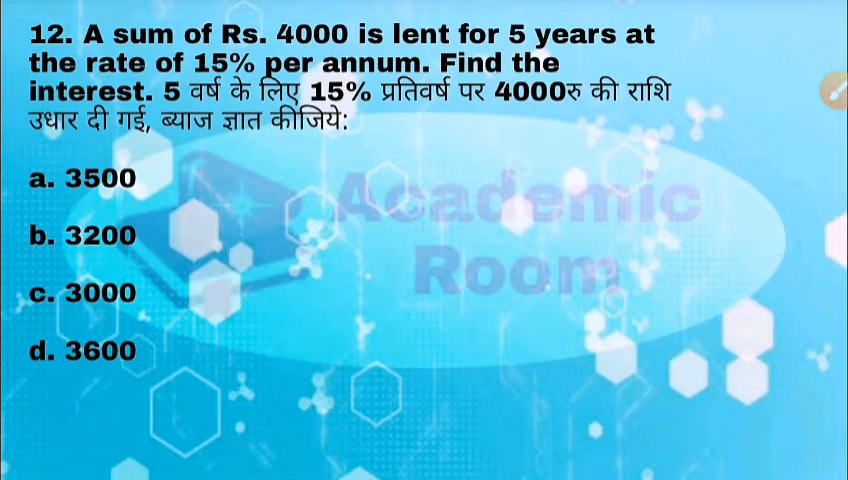 12. A sum of Rs. 4000 is lent for 5 years at
the rate of 15% per annum. Find the
interest. 5 वर्ष के लिए 15% प्रतिवर्ष पर 4000रु की राशि
उधार दी गई, ब्याज ज्ञात कीजिये:
a. 3500
b. 3200
c. 3000
d. 3600
Academic
Room